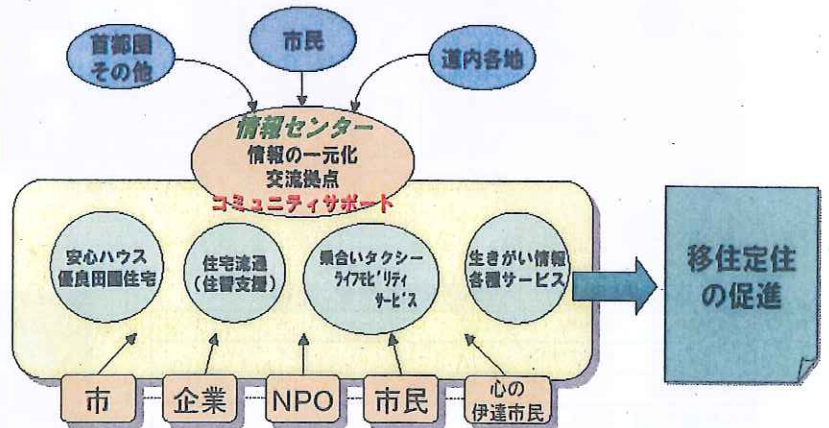 首都圏
その他
市民
道内各地
情報センター
情報の一元化
交流拠点
コミュニティサポート
安心ハウス
優良田園住宅
住宅流通
(住替支援)
乗合いタクシー
ライフモビリティ
サービス
生きがい情報
各種サービス
移住定住
の促進
市
企業
NPO
市民
心の
伊達市民